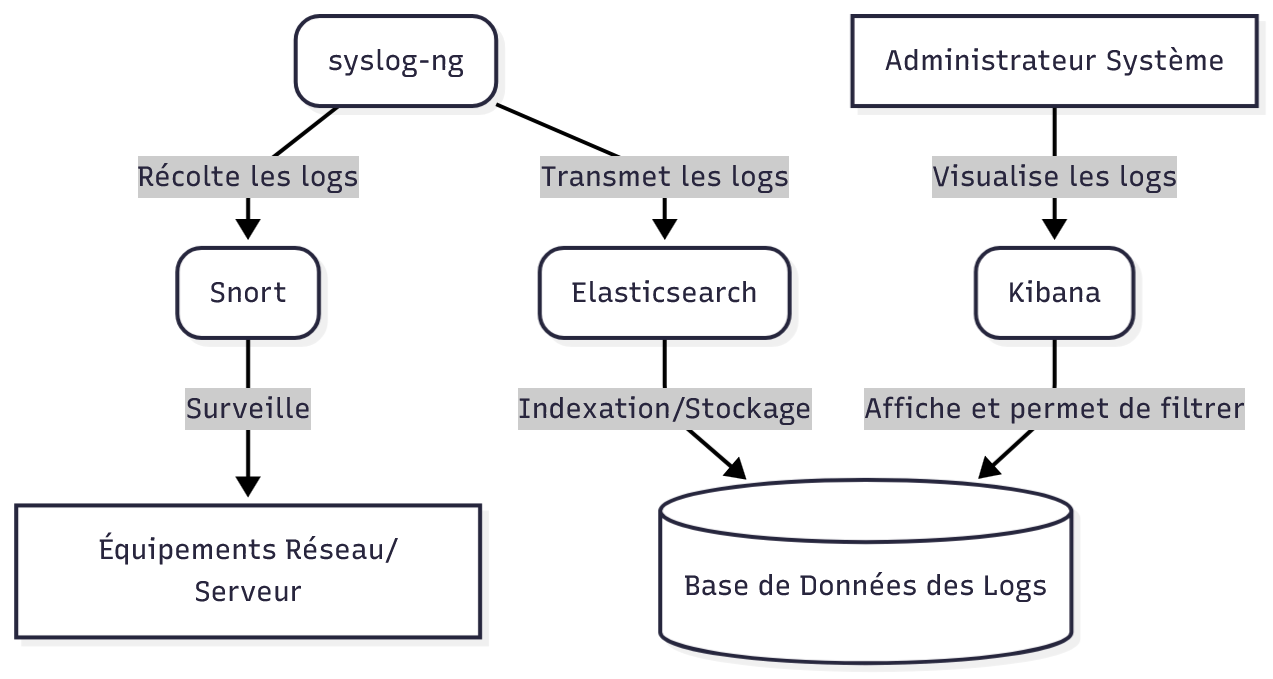 syslog-ng
Administrateur Système
Récolte les logs
Transmet les logs
Visualise les logs
Snort
Elasticsearch
Kibana
Surveille
Indexation/Stockage
Affiche et permet de filtrer
Équipements Réseau/
Serveur
Base de Données des Logs